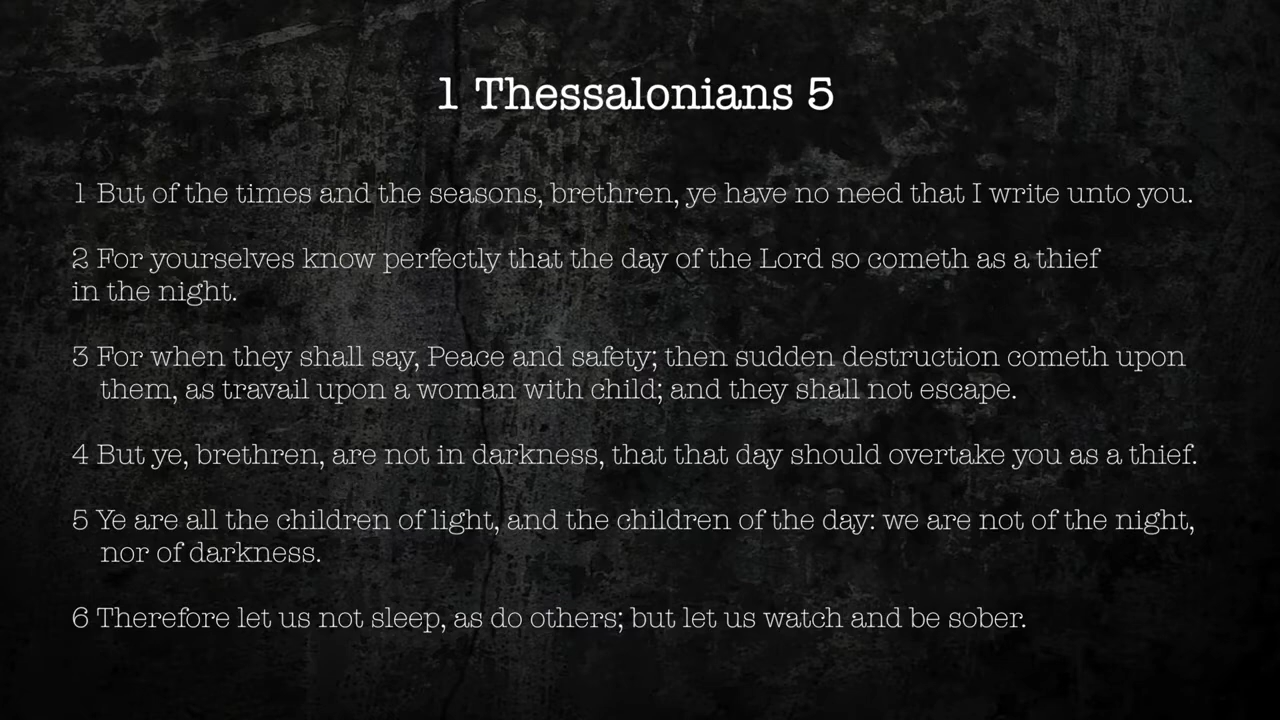 1 Thessalonians 5
1 But of the times and the seasons, brethren, ye have no need that I write unto you.
2 For yourselves know perfectly that the day of the Lord so cometh as a thief
in the night.
3 For when they shall say, Peace and safety; then sudden destruction cometh upon
them, as travail upon a woman with child; and they shall not escape.
4 But ye, brethren, are not in darkness, that that day should overtake you as a thief.
5 Ye are all the children of light, and the children of the day: we are not of the night,
nor of darkness.
6 Therefore let us not sleep, as do others; but let us watch and be sober.